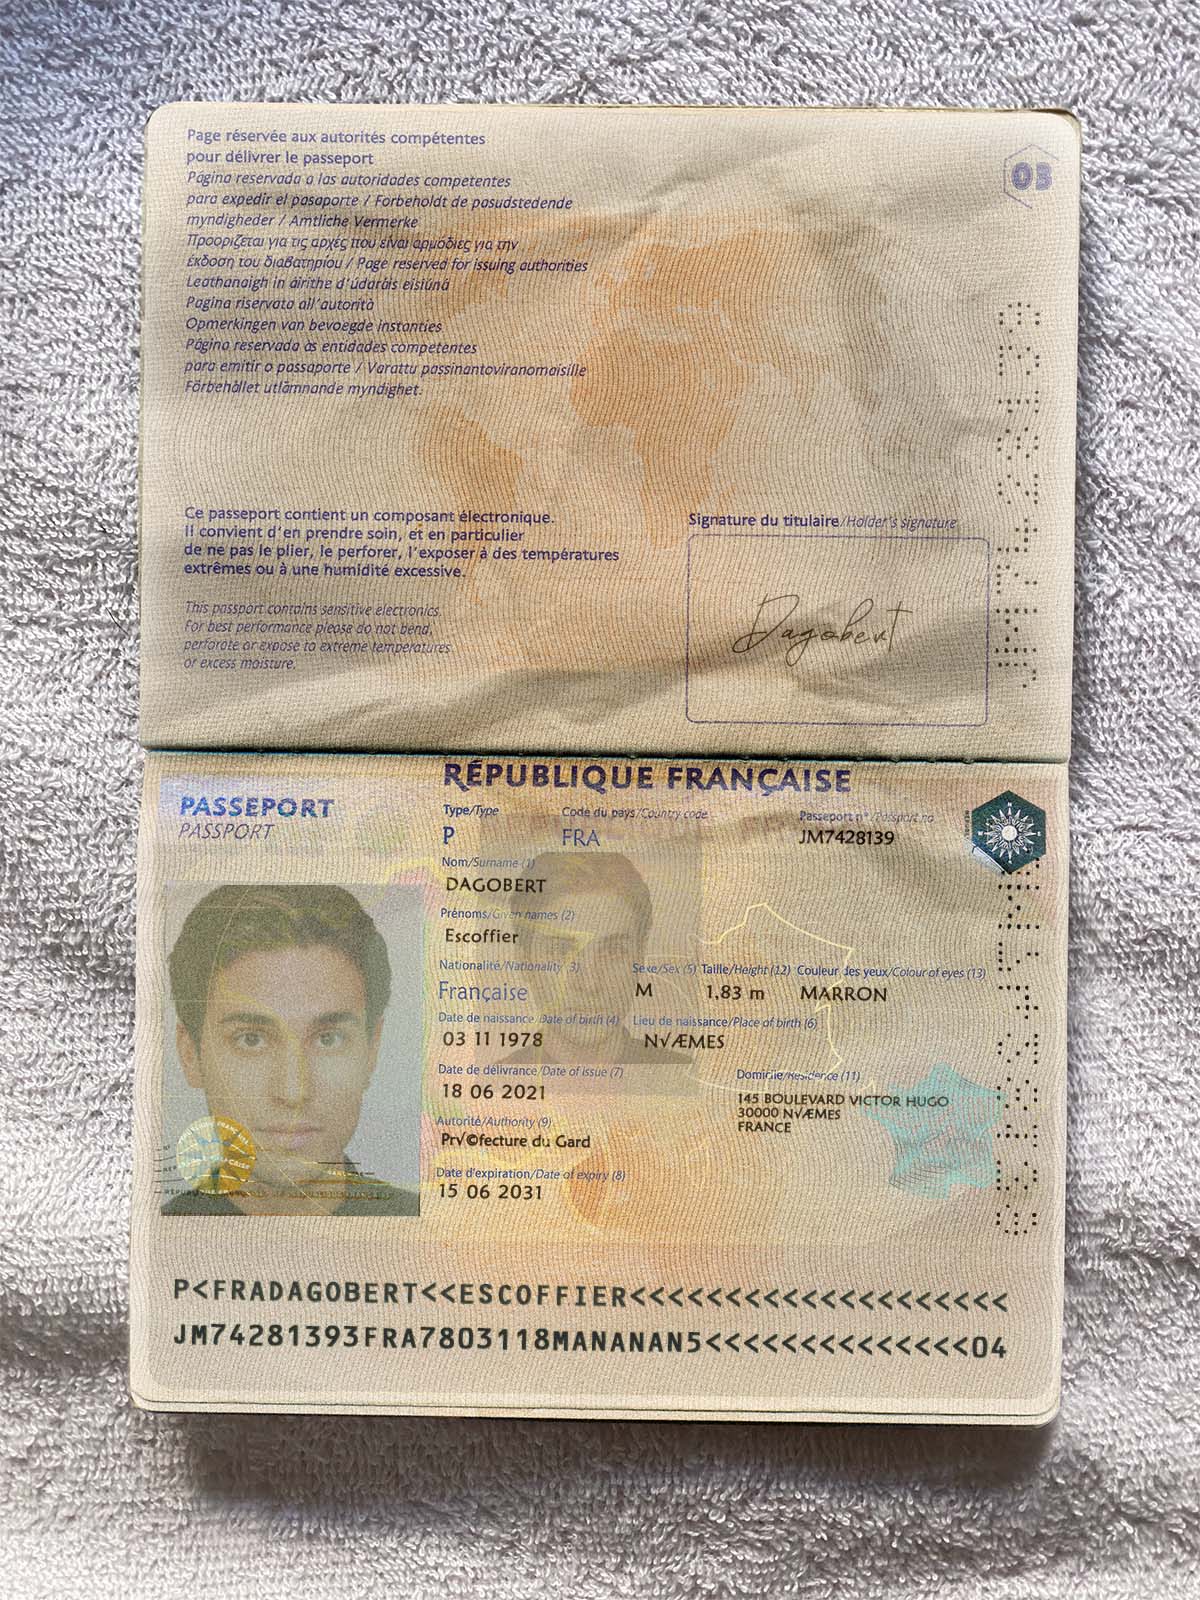 Page réservée aux autorités compétentes
pour délivrer le passeport
03
Pagina reservada a las autoridades competentes
para expedir el pasaporte / Forbeholdt de pasudstedende
myndigheder / Amtliche Vermerke
Προορίζεται για τις αρχές που είναι αρμόδιες για την
έκδοση του διαβατηρίου / Page reserved for issuing authorities
Leathanaigh in áirithe d'údaráis eisiúná
Pagina riservata all'autorità
Opmerkingen van bevoegde instanties
Página reservada às entidades competentes
para emitir o passaporte / Varattu passinantoviranomaisille
Förbehållet utlämnande myndighet.
Ce passeport contient un composant électronique.
Il convient d'en prendre soin, et en particulier
de ne pas le plier, le perforer, l'exposer à des températures
extrêmes ou à une humidité excessive.
This passport contains sensitive electronics.
For best performance please do not bend,
perforate or expose to extreme temperatures
or excess moisture.
Signature du titulaire/Holder's signature
Dagobert
RÉPUBLIQUE FRANÇAISE
PASSEPORT
PASSPORT
Type/Type Code du pays/Country code Passeport n°/Passport no
P FRA JM7428139
Nom/Surname (1)
DAGOBERT
Prénoms/Given names (2)
Escoffier
Nationalité/Nationality (3) Sexe/Sex (5) Taille/Height (12) Couleur des yeux/Colour of eyes (13)
Française M 1,83 m MARRON
Date de naissance/Date of birth (4) Lieu de naissance/Place of birth (6)
03 11 1978 N√ÆMES
Date de délivrance/Date of issue (7) Domicile/Residence (11)
18 06 2021 145 BOULEVARD VICTOR HUGO
30000 N√ÆMES
FRANCE
Autorité/Authority (9)
Pr√©fecture du Gard
Date d'expiration/Date of expiry (8)
15 06 2031
P<FRADAGOBERT<<ESCOFFIER<<<<<<<<<<<<<<<<<<<<
JM74281393FRA7803118MANANAN5<<<<<<<<<<<<<<04